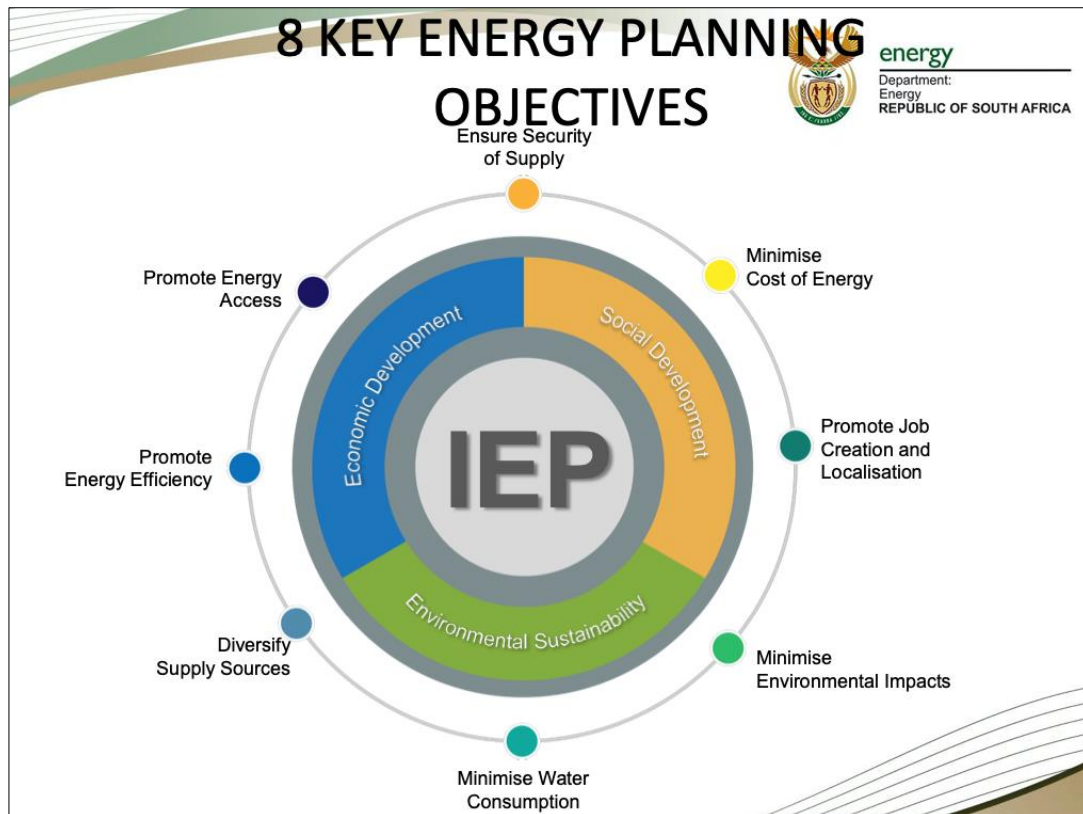 8 KEY ENERGY PLANNING
OBJECTIVES
energy
Department:
Energy
REPUBLIC OF SOUTH AFRICA
Ensure Security
of Supply
Minimise
Cost of Energy
Promote Job
Creation and
Localisation
Minimise
Environmental Impacts
Minimise Water
Consumption
Diversify
Supply Sources
Promote
Energy Efficiency
Promote Energy
Access
Economic Development
Social Development
Environmental Sustainability
IEP